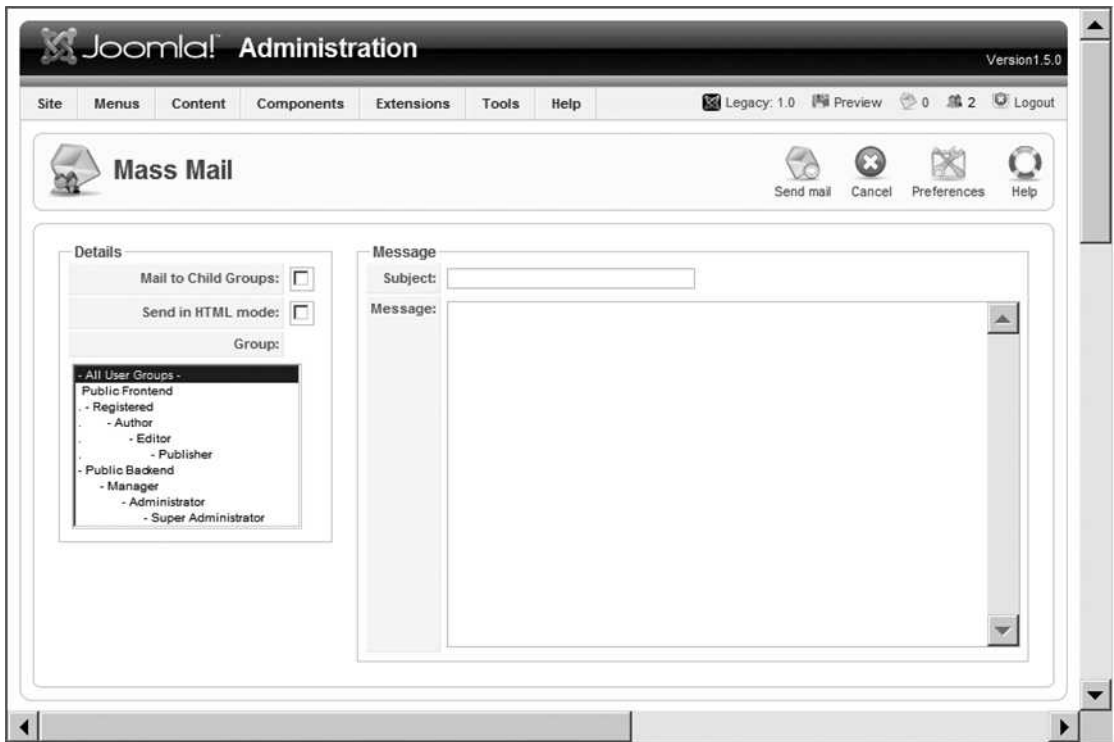 Joomla!™ Administration
Version1.5.0
Site Menus Content Components Extensions Tools Help Legacy: 1.0 Preview 0 2 Logout
Mass Mail
Send mail Cancel Preferences Help
Details
Mail to Child Groups:
Send in HTML mode:
Group:
- All User Groups -
Public Frontend
. - Registered
. - Author
. - Editor
. - Publisher
- Public Backend
- Manager
- Administrator
- Super Administrator
Message
Subject:
Message: